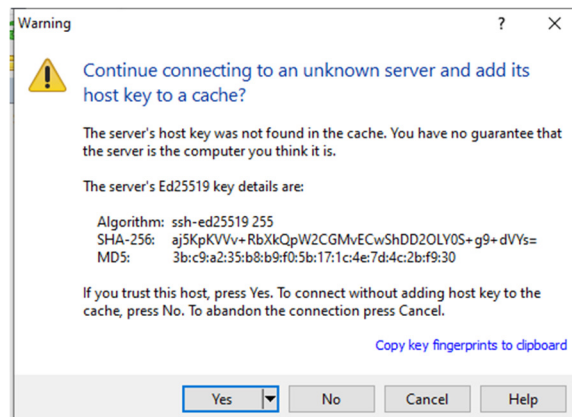 Warning
?
Continue connecting to an unknown server and add its
host key to a cache?
The server's host key was not found in the cache. You have no guarantee that
the server is the computer you think it is.
The server's Ed25519 key details are:
Algorithm: ssh-ed25519 255
SHA-256: aj5KpKVVv+RbXkQpW2CGMvECwShDD2OLY0S+g9+dVYs=
MD5: 3b:c9:a2:35:b8:b9:f0:5b:17:1c:4e:7d:4c:2b:f9:30
If you trust this host, press Yes. To connect without adding host key to the
cache, press No. To abandon the connection press Cancel.
Copy key fingerprints to clipboard
Yes No Cancel Help